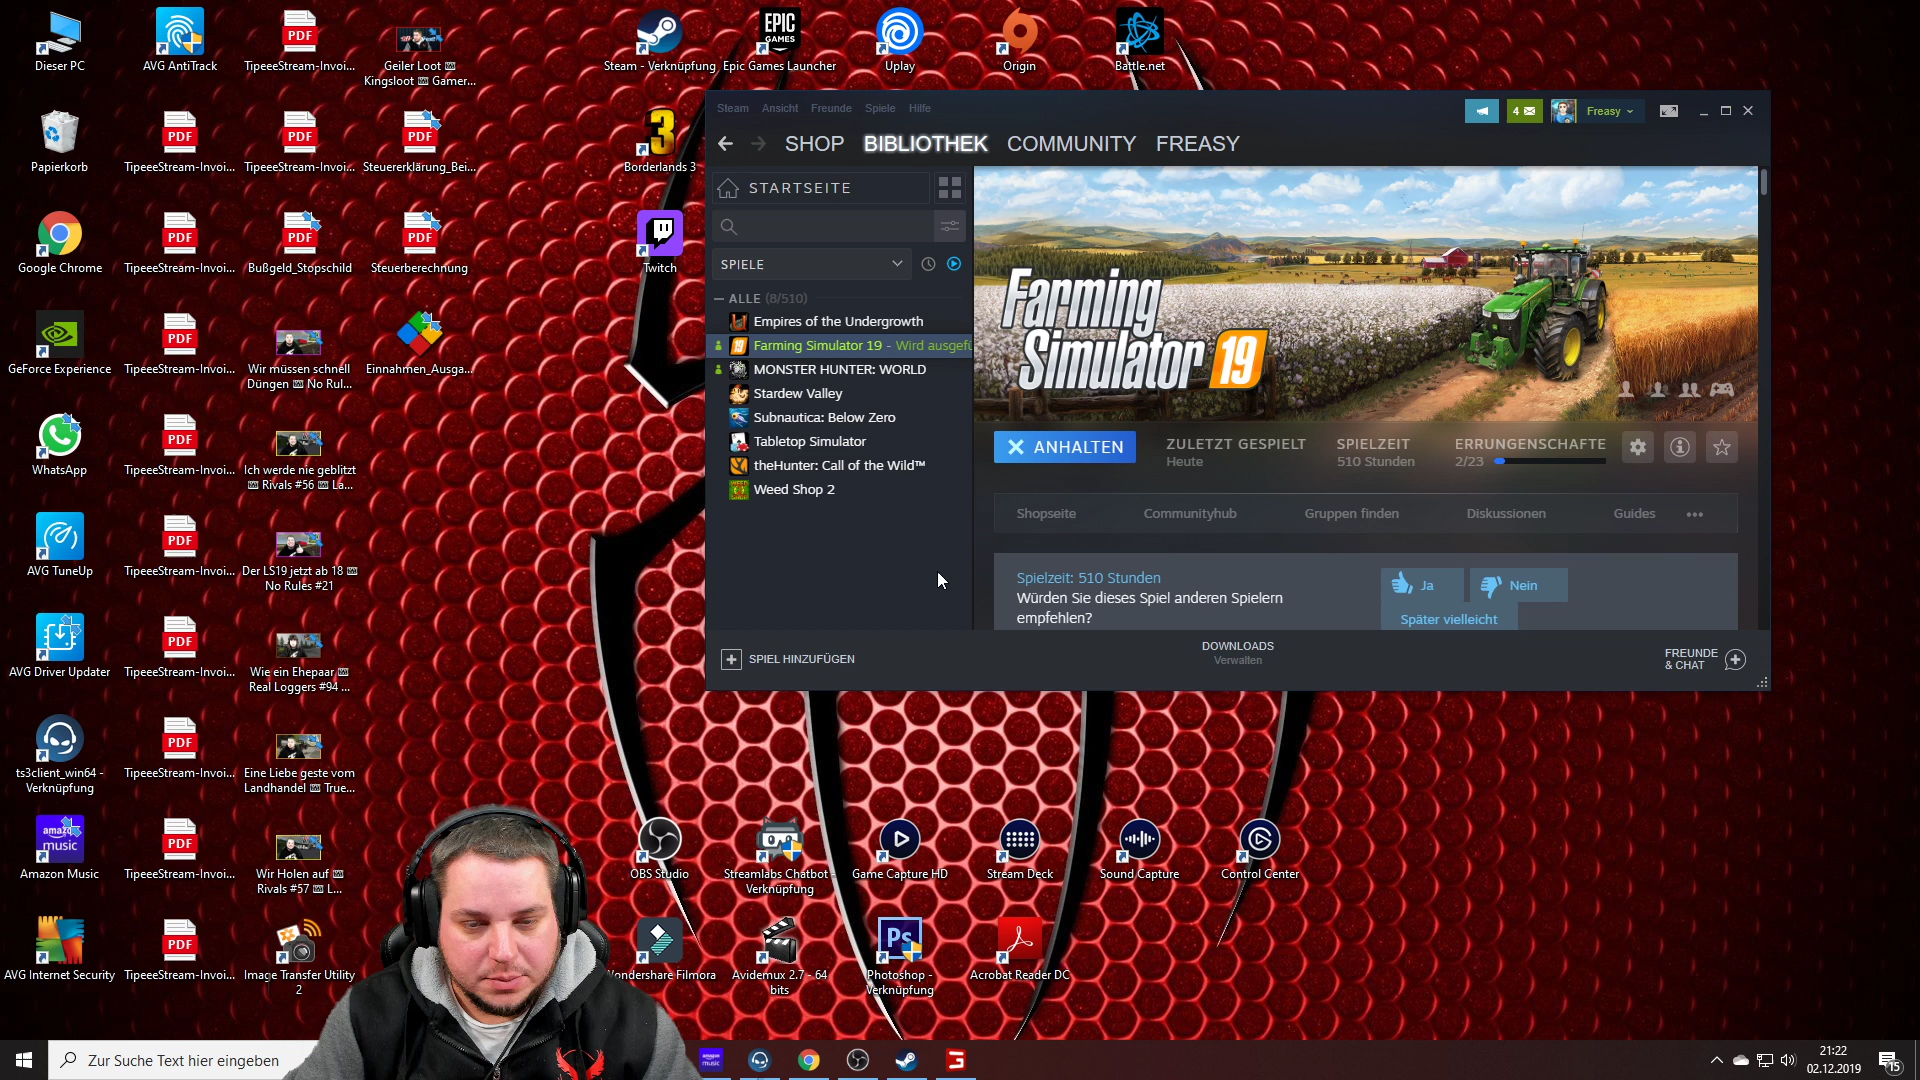 Dieser PC
AVG AntiTrack
TipeeeStream-Invoi...
Geiler Loot
Kingsloot Gamer...
Steam - Verknüpfung
EPIC GAMES
Epic Games Launcher
Uplay
Origin
Battle.net
Papierkorb
TipeeeStream-Invoi...
TipeeeStream-Invoi...
Steuererklärung_Bei...
Borderlands 3
Google Chrome
TipeeeStream-Invoi...
Bußgeld_Stopschild
Steuerberechnung
Twitch
GeForce Experience
TipeeeStream-Invoi...
Wir müssen schnell
Düngen No Rul...
Einnahmen_Ausga...
WhatsApp
TipeeeStream-Invoi...
Ich werde nie geblitzt
Rivals #56 La...
AVG TuneUp
TipeeeStream-Invoi...
Der LS19 jetzt ab 18
No Rules #21
AVG Driver Updater
TipeeeStream-Invoi...
Wie ein Ehepaar
Real Loggers #94 ...
ts3client_win64 -
Verknüpfung
TipeeeStream-Invoi...
Eine Liebe geste vom
Landhandel True...
amazon music
Amazon Music
TipeeeStream-Invoi...
Wir Holen auf
Rivals #57 L...
AVG Internet Security
TipeeeStream-Invoi...
Image Transfer Utility
2
Steam Ansicht Freunde Spiele Hilfe
4
Freasy
SHOP BIBLIOTHEK COMMUNITY FREASY
STARTSEITE
SPIELE
ALLE (8/510)
Empires of the Undergrowth
Farming Simulator 19 - Wird ausgefü
MONSTER HUNTER: WORLD
Stardew Valley
Subnautica: Below Zero
Tabletop Simulator
theHunter: Call of the Wild™
Weed Shop 2
Farming
Simulator 19
ANHALTEN
ZULETZT GESPIELT
Heute
SPIELZEIT
510 Stunden
ERRUNGENSCHAFTE
2/23
Shopseite Communityhub Gruppen finden Diskussionen Guides
Spielzeit: 510 Stunden
Würden Sie dieses Spiel anderen Spielern
empfehlen?
Ja
Nein
Später vielleicht
SPIEL HINZUFÜGEN
DOWNLOADS
Verwalten
FREUNDE
& CHAT
OBS Studio
Streamlabs Chatbot -
Verknüpfung
Game Capture HD
Stream Deck
Sound Capture
Control Center
Wondershare Filmora
Avidemux 2.7 - 64
bits
Ps
Photoshop -
Verknüpfung
Acrobat Reader DC
Zur Suche Text hier eingeben
21:22
02.12.2019
15